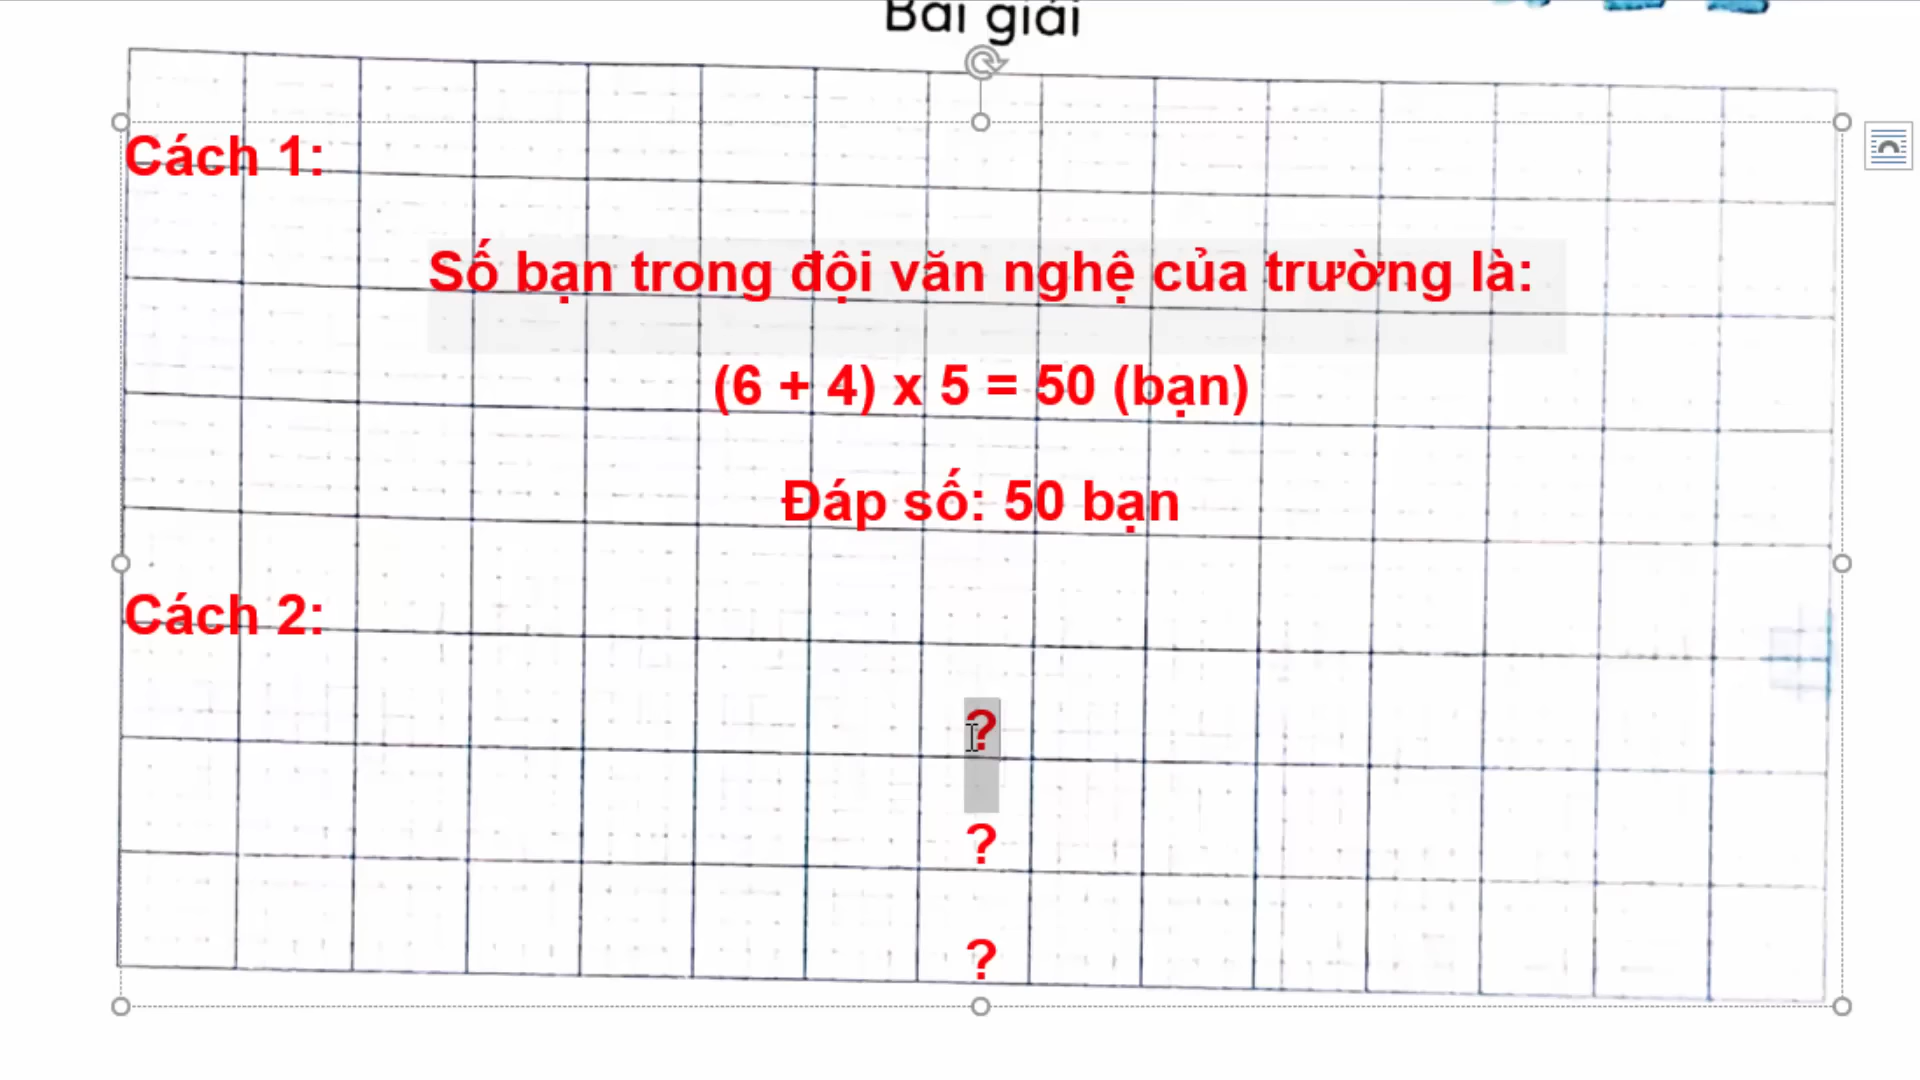 Bài giải
Cách 1:
Số bạn trong đội văn nghệ của trường là:
(6 + 4) x 5 = 50 (bạn)
Đáp số: 50 bạn
Cách 2:
?
?
?